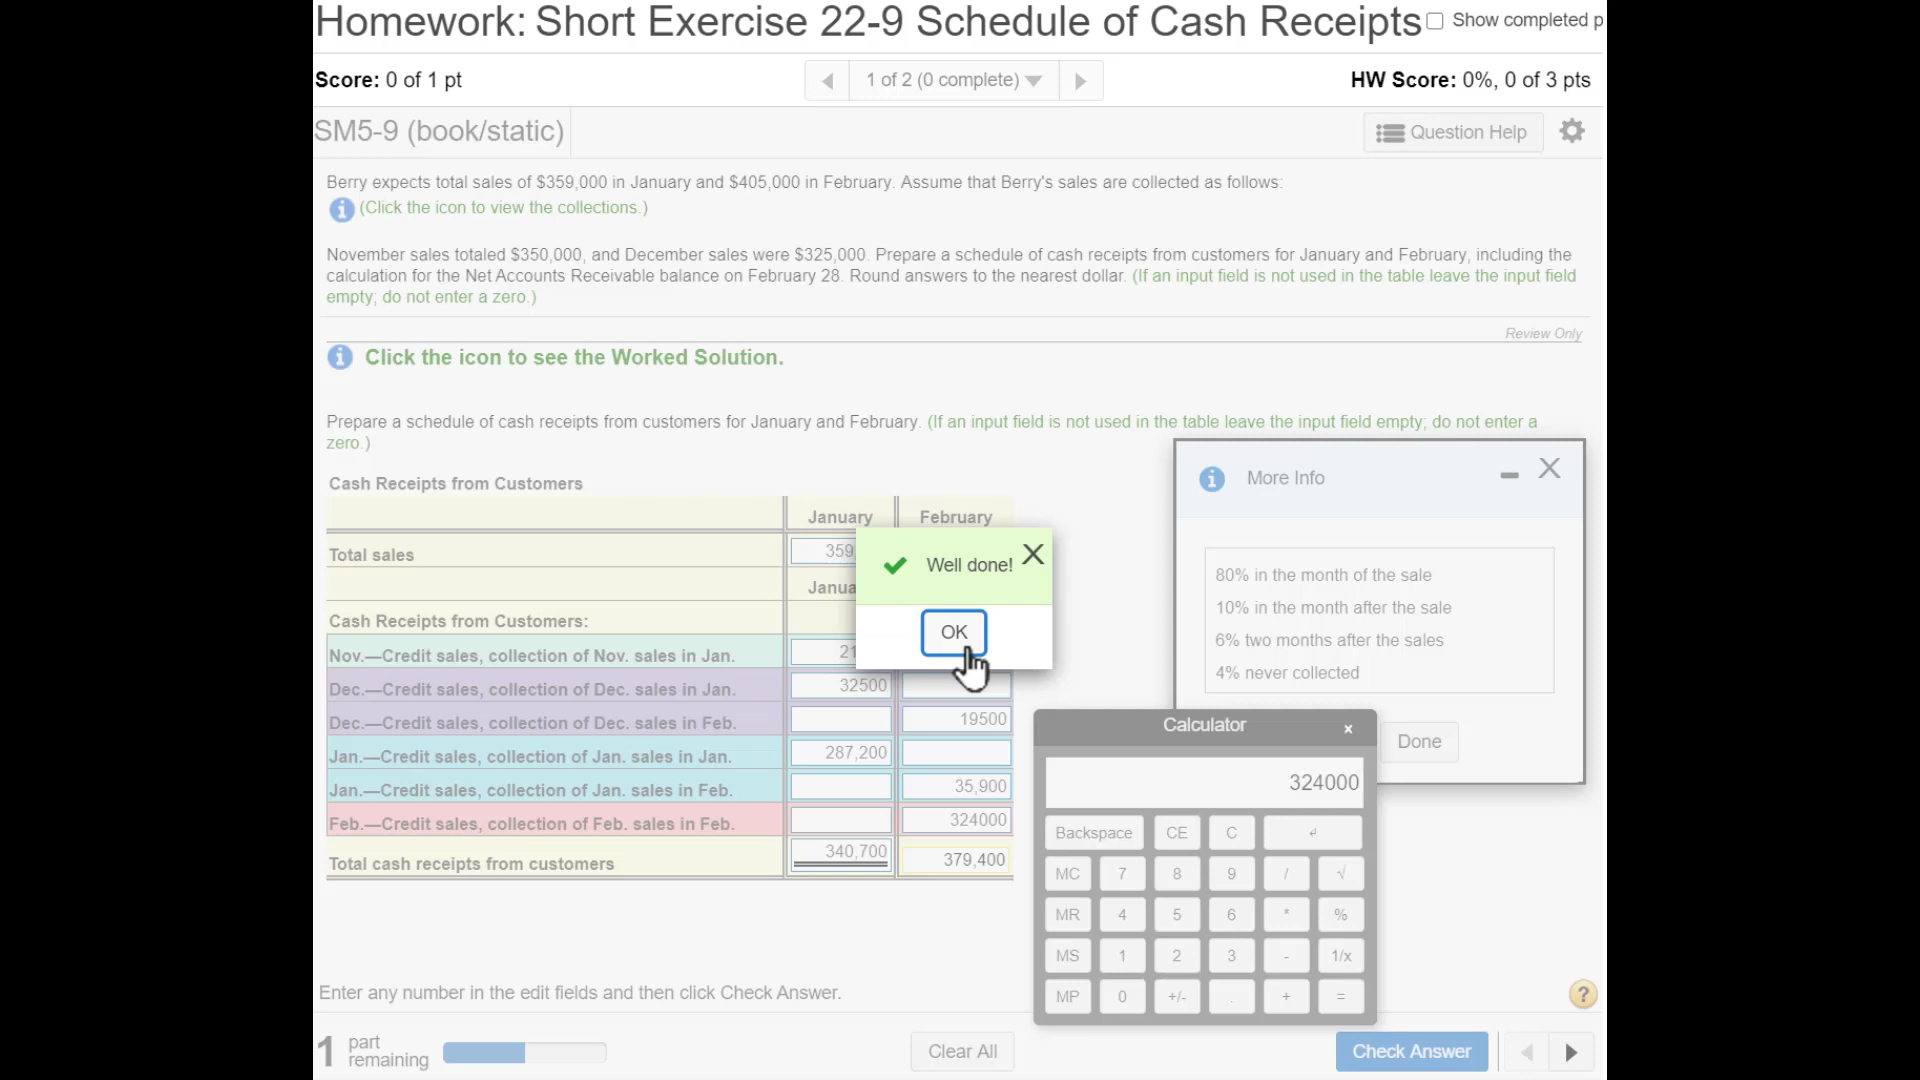 Homework: Short Exercise 22-9 Schedule of Cash Receipts
Show completed p
Score: 0 of 1 pt
1 of 2 (0 complete)
HW Score: 0%, 0 of 3 pts
SM5-9 (book/static)
Question Help
Berry expects total sales of $359,000 in January and $405,000 in February. Assume that Berry's sales are collected as follows:
(Click the icon to view the collections.)
November sales totaled $350,000, and December sales were $325,000. Prepare a schedule of cash receipts from customers for January and February, including the
calculation for the Net Accounts Receivable balance on February 28. Round answers to the nearest dollar. (If an input field is not used in the table leave the input field
empty; do not enter a zero.)
Review Only
Click the icon to see the Worked Solution.
Prepare a schedule of cash receipts from customers for January and February. (If an input field is not used in the table leave the input field empty; do not enter a
zero.)
Cash Receipts from Customers
January February
Total sales 359,
Janua
Cash Receipts from Customers:
Nov.—Credit sales, collection of Nov. sales in Jan. 21
Dec.—Credit sales, collection of Dec. sales in Jan. 32500
Dec.—Credit sales, collection of Dec. sales in Feb. 19500
Jan.—Credit sales, collection of Jan. sales in Jan. 287,200
Jan.—Credit sales, collection of Jan. sales in Feb. 35,900
Feb.—Credit sales, collection of Feb. sales in Feb. 324000
Total cash receipts from customers 340,700 379,400
Well done!
OK
More Info
80% in the month of the sale
10% in the month after the sale
6% two months after the sales
4% never collected
Done
Calculator x
324000
Backspace CE C ↵
MC 7 8 9 / √
MR 4 5 6 * %
MS 1 2 3 - 1/x
MP 0 +/- . + =
Enter any number in the edit fields and then click Check Answer.
?
1 part
remaining
Clear All
Check Answer